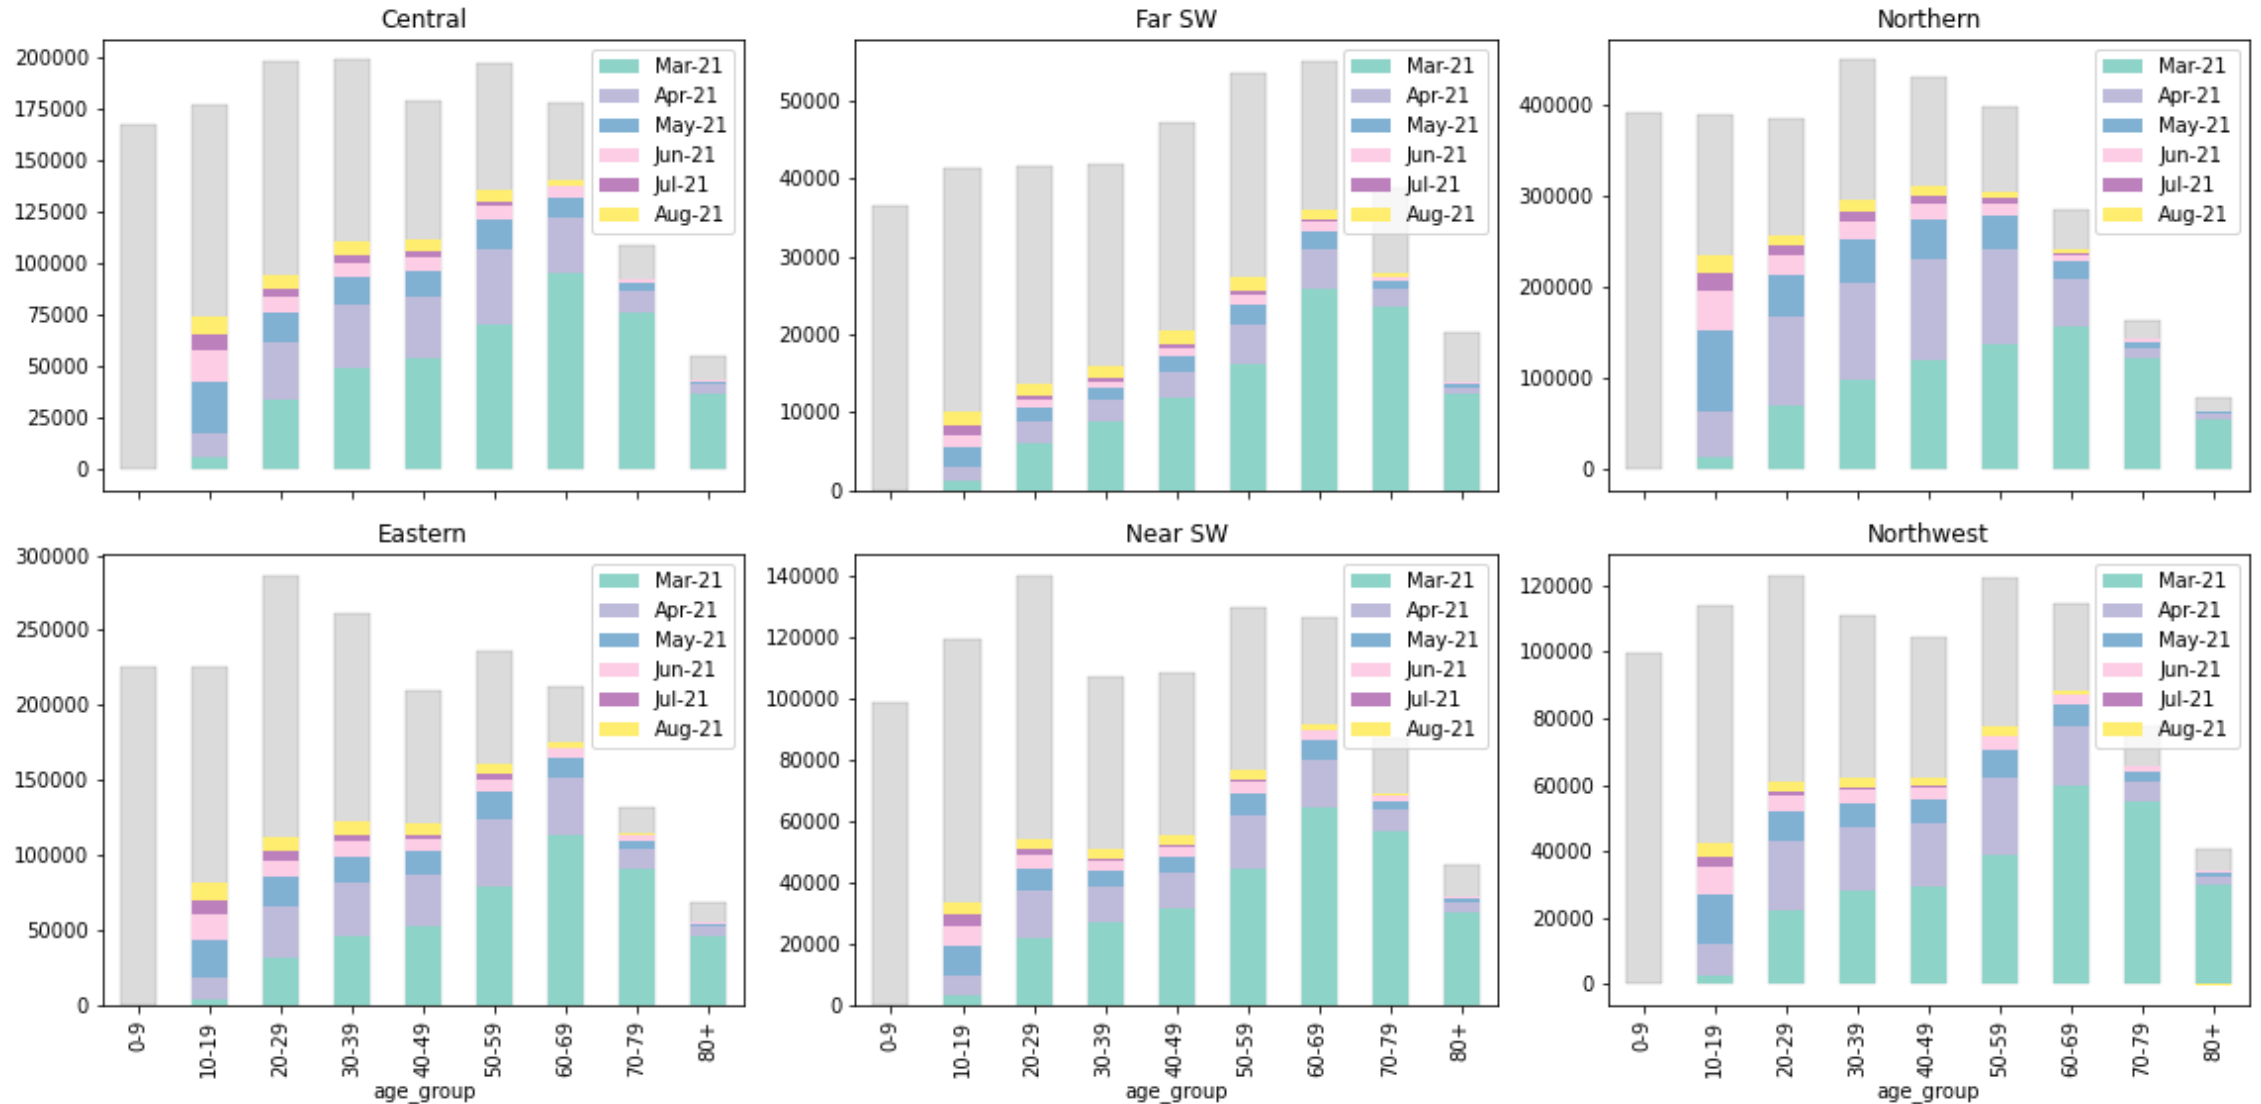 Central
200000
175000
150000
125000
100000
75000
50000
25000
0
Mar-21
Apr-21
May-21
Jun-21
Jul-21
Aug-21
Far SW
50000
40000
30000
20000
10000
0
Mar-21
Apr-21
May-21
Jun-21
Jul-21
Aug-21
Northern
400000
300000
200000
100000
0
Mar-21
Apr-21
May-21
Jun-21
Jul-21
Aug-21
Eastern
300000
250000
200000
150000
100000
50000
0
Mar-21
Apr-21
May-21
Jun-21
Jul-21
Aug-21
0-9
10-19
20-29
30-39
40-49
50-59
60-69
70-79
80+
age_group
Near SW
140000
120000
100000
80000
60000
40000
20000
0
Mar-21
Apr-21
May-21
Jun-21
Jul-21
Aug-21
0-9
10-19
20-29
30-39
40-49
50-59
60-69
70-79
80+
age_group
Northwest
120000
100000
80000
60000
40000
20000
0
Mar-21
Apr-21
May-21
Jun-21
Jul-21
Aug-21
0-9
10-19
20-29
30-39
40-49
50-59
60-69
70-79
80+
age_group